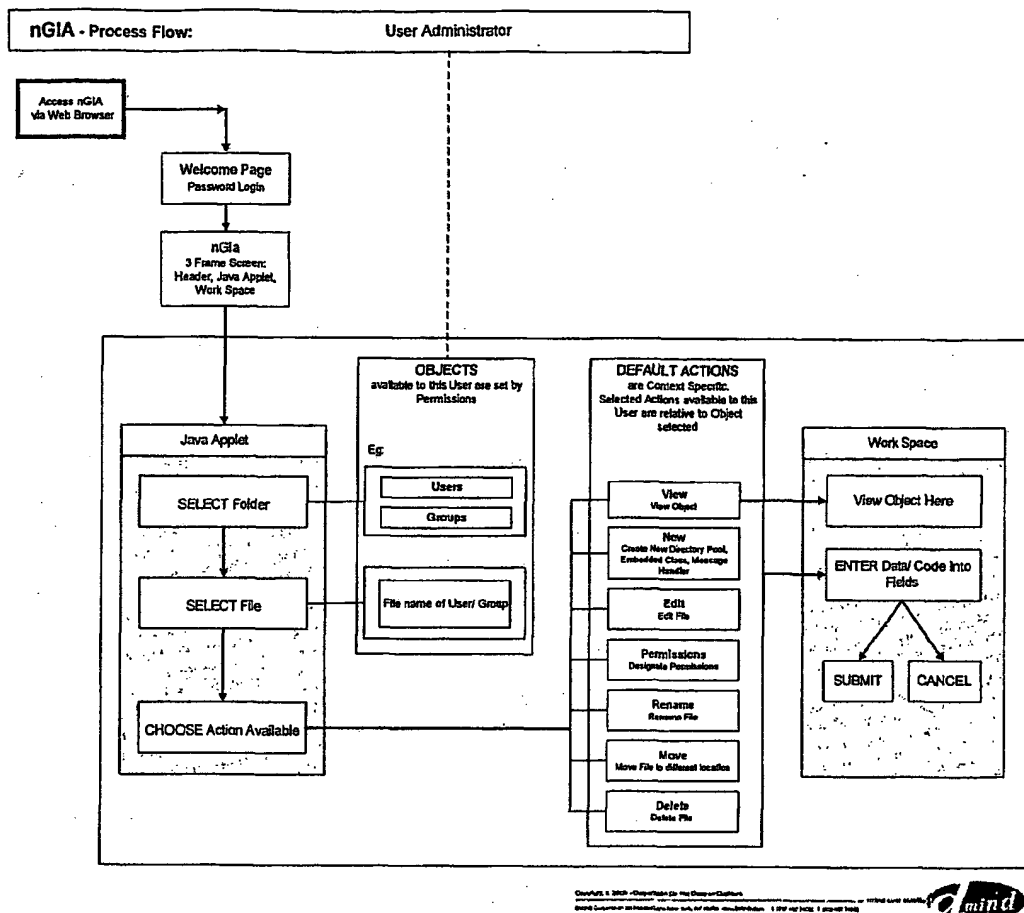 nGIA - Process Flow: User Administrator
Access nGIA
via Web Browser
Welcome Page
Password Login
nGIa
3 Frame Screen:
Header, Java Applet,
Work Space
Java Applet
SELECT Folder
SELECT File
CHOOSE Action Available
OBJECTS
available to this User are set by
Permissions
Eg:
Users
Groups
File name of User/ Group
DEFAULT ACTIONS
are Context Specific.
Selected Actions available to this
User are relative to Object
selected
View
View Object
New
Create New Directory Pool,
Embedded Class, Message
Handler
Edit
Edit File
Permissions
Designate Permissions
Rename
Rename File
Move
Move File to different location
Delete
Delete File
Work Space
View Object Here
ENTER Data/ Code Into
Fields
SUBMIT
CANCEL
dmind